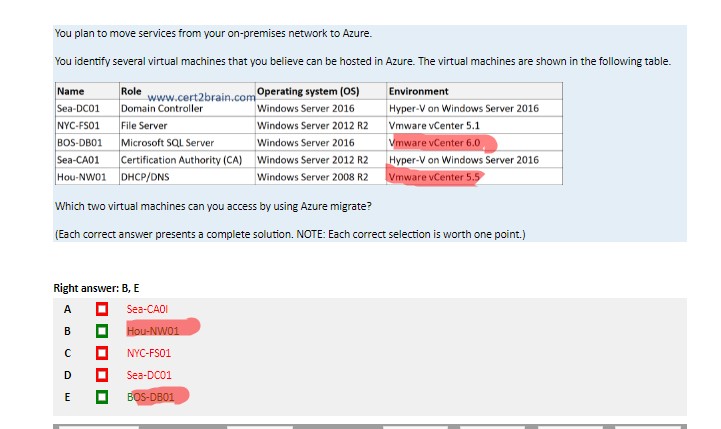 You plan to move services from your on-premises network to Azure.
You identify several virtual machines that you believe can be hosted in Azure. The virtual machines are shown in the following table.
Name Role Operating system (OS) Environment
www.cert2brain.com
Sea-DC01 Domain Controller Windows Server 2016 Hyper-V on Windows Server 2016
NYC-FS01 File Server Windows Server 2012 R2 Vmware vCenter 5.1
BOS-DB01 Microsoft SQL Server Windows Server 2016 Vmware vCenter 6.0
Sea-CA01 Certification Authority (CA) Windows Server 2012 R2 Hyper-V on Windows Server 2016
Hou-NW01 DHCP/DNS Windows Server 2008 R2 Vmware vCenter 5.5
Which two virtual machines can you access by using Azure migrate?
(Each correct answer presents a complete solution. NOTE: Each correct selection is worth one point.)
Right answer: B, E
A Sea-CA0I
B Hou-NW01
C NYC-FS01
D Sea-DC01
E BOS-DB01